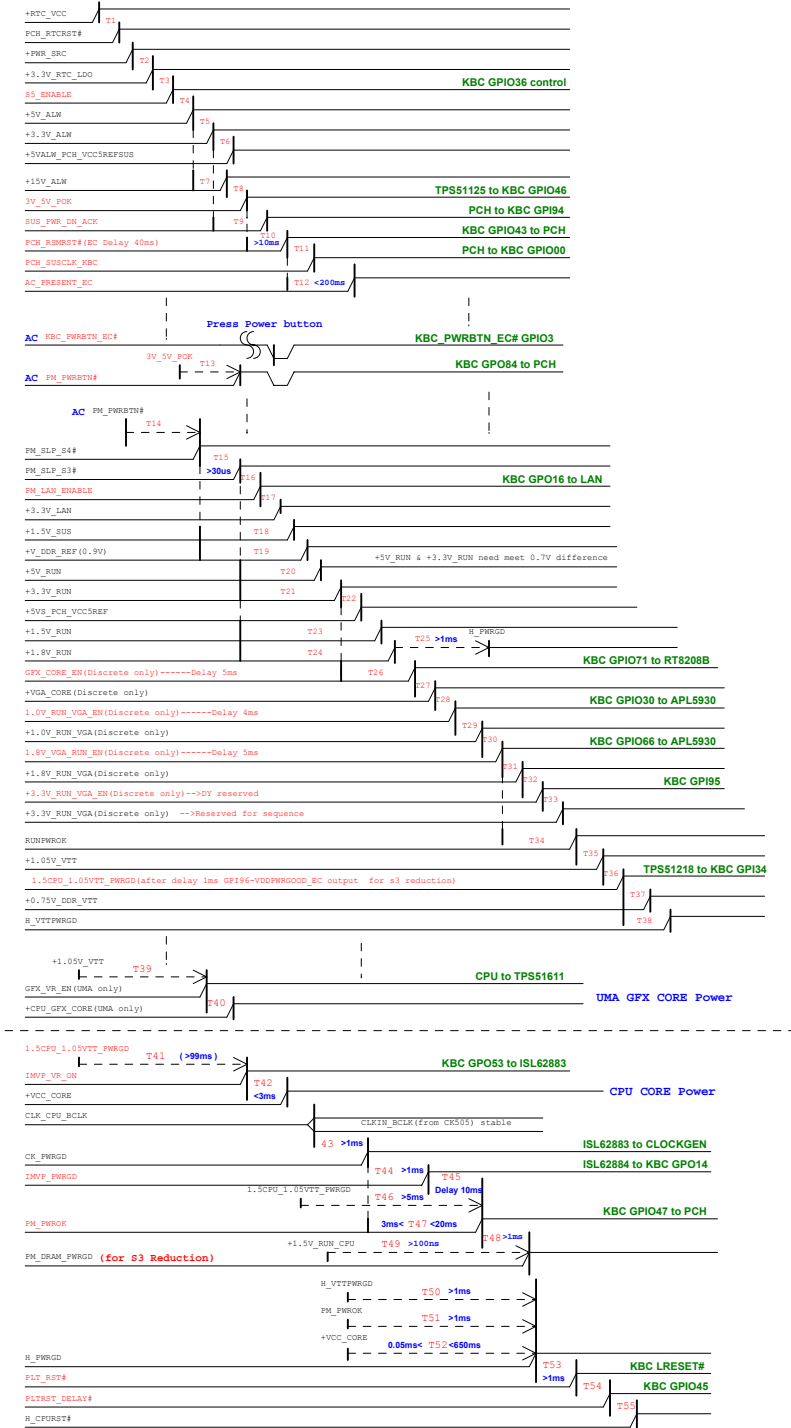 +RTC_VCC
T1
PCH_RTCRST#
+PWR_SRC
T2
+3.3V_RTC_LDO
T3
KBC GPIO36 control
S5_ENABLE
T4
+5V_ALW
T5
+3.3V_ALW
T6
+5VALW_PCH_VCC5REFSUS
+15V_ALW
T7
T8
TPS51125 to KBC GPIO46
3V_5V_POK
PCH to KBC GPI94
SUS_PWR_DN_ACK
T9
KBC GPIO43 to PCH
T10
PCH_RSMRST#(EC Delay 40ms)
>10ms
T11
PCH to KBC GPIO00
PCH_SUSCLK_KBC
AC_PRESENT_EC
T12 <200ms
Press Power button
AC KBC_PWRBTN_EC#
KBC_PWRBTN_EC# GPIO3
3V_5V_POK
T13
KBC GPO84 to PCH
AC PM_PWRBTN#
AC PM_PWRBTN#
T14
PM_SLP_S4#
T15
PM_SLP_S3#
>30us
T16
KBC GPO16 to LAN
PM_LAN_ENABLE
T17
+3.3V_LAN
+1.5V_SUS
T18
+V_DDR_REF(0.9V)
T19
+5V_RUN & +3.3V_RUN need meet 0.7V difference
+5V_RUN
T20
+3.3V_RUN
T21
T22
+5VS_PCH_VCC5REF
+1.5V_RUN
T23
T25 >1ms
H_PWRGD
+1.8V_RUN
T24
KBC GPIO71 to RT8208B
GFX_CORE_EN(Discrete only)------Delay 5ms
T26
T27
+VGA_CORE(Discrete only)
T28
KBC GPIO30 to APL5930
1.0V_RUN_VGA_EN(Discrete only)------Delay 4ms
T29
+1.0V_RUN_VGA(Discrete only)
T30
KBC GPIO66 to APL5930
1.8V_VGA_RUN_EN(Discrete only)------Delay 5ms
T31
+1.8V_RUN_VGA(Discrete only)
T32
KBC GPI95
+3.3V_RUN_VGA_EN(Discrete only)-->DY reserved
T33
+3.3V_RUN_VGA(Discrete only) -->Reserved for sequence
RUNPWROK
T34
T35
+1.05V_VTT
T36
TPS51218 to KBC GPI34
1.5CPU_1.05VTT_PWRGD(after delay 1ms GPI96-VDDPWRGOOD_EC output for s3 reduction)
T37
+0.75V_DDR_VTT
T38
H_VTTPWRGD
+1.05V_VTT
T39
CPU to TPS51611
GFX_VR_EN(UMA only)
T40
UMA GFX CORE Power
+CPU_GFX_CORE(UMA only)
1.5CPU_1.05VTT_PWRGD
T41 (>99ms)
KBC GPO53 to ISL62883
IMVP_VR_ON
T42
CPU CORE Power
+VCC_CORE
<3ms
CLK_CPU_BCLK
CLKIN_BCLK(from CK505) stable
43 >1ms
ISL62883 to CLOCKGEN
CK_PWRGD
T44 >1ms
ISL62884 to KBC GPO14
IMVP_PWRGD
T45
1.5CPU_1.05VTT_PWRGD
Delay 10ms
T46 >5ms
KBC GPIO47 to PCH
PM_PWROK
3ms< T47 <20ms
T48 >1ms
+1.5V_RUN_CPU
T49 >100ns
PM_DRAM_PWRGD (for S3 Reduction)
H_VTTPWRGD
T50 >1ms
PM_PWROK
T51 >1ms
+VCC_CORE
0.05ms< T52 <650ms
H_PWRGD
T53
KBC LRESET#
PLT_RST#
>1ms
T54
KBC GPIO45
PLTRST_DELAY#
T55
H_CPURST#